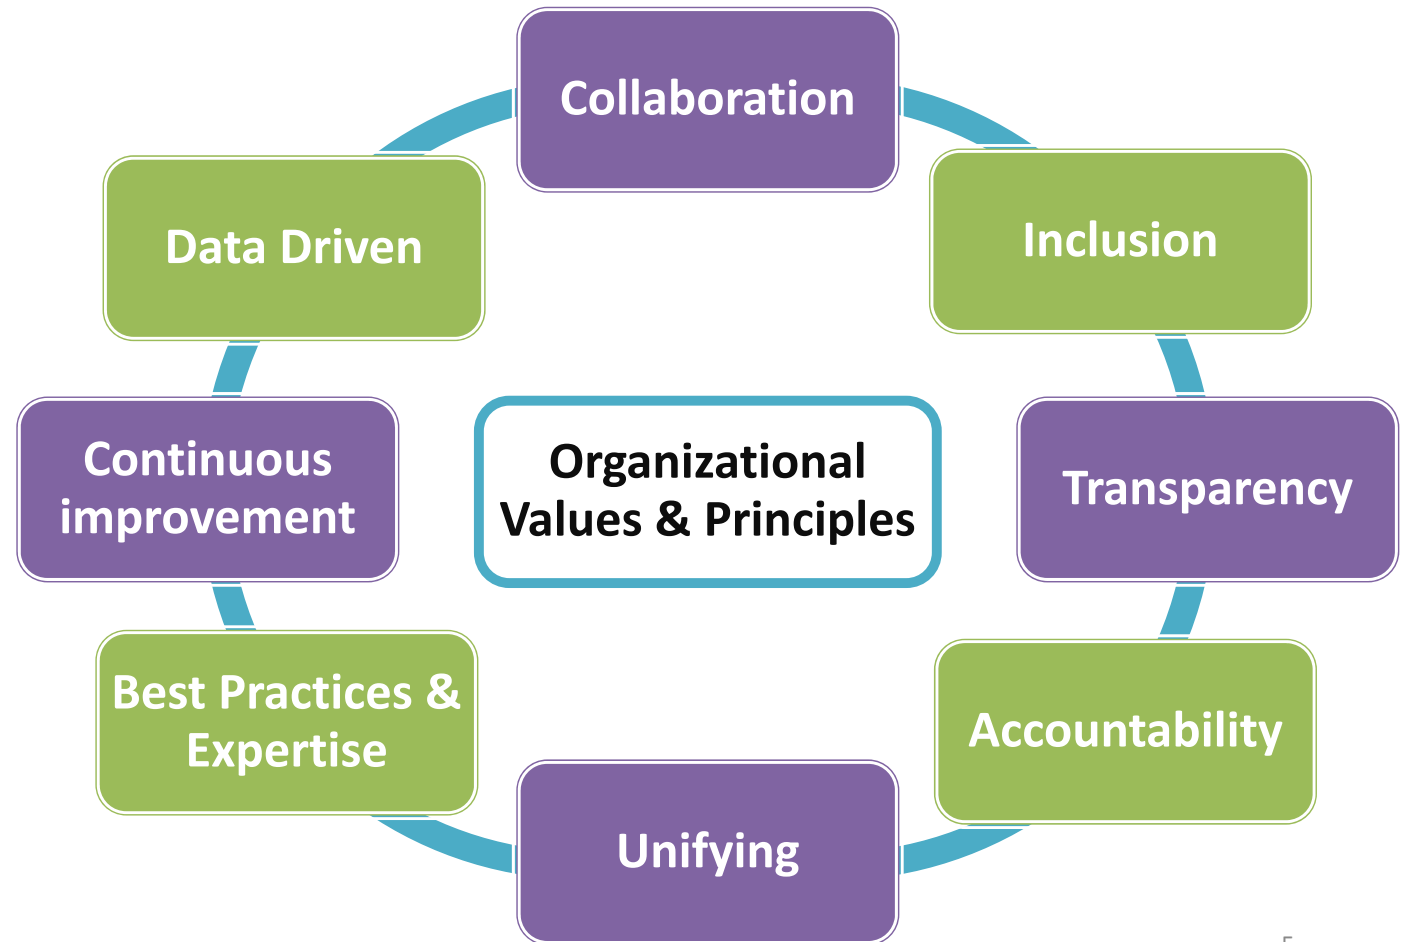 Collaboration
Inclusion
Data Driven
Continuous
improvement
Organizational
Values & Principles
Transparency
Best Practices &
Expertise
Accountability
Unifying